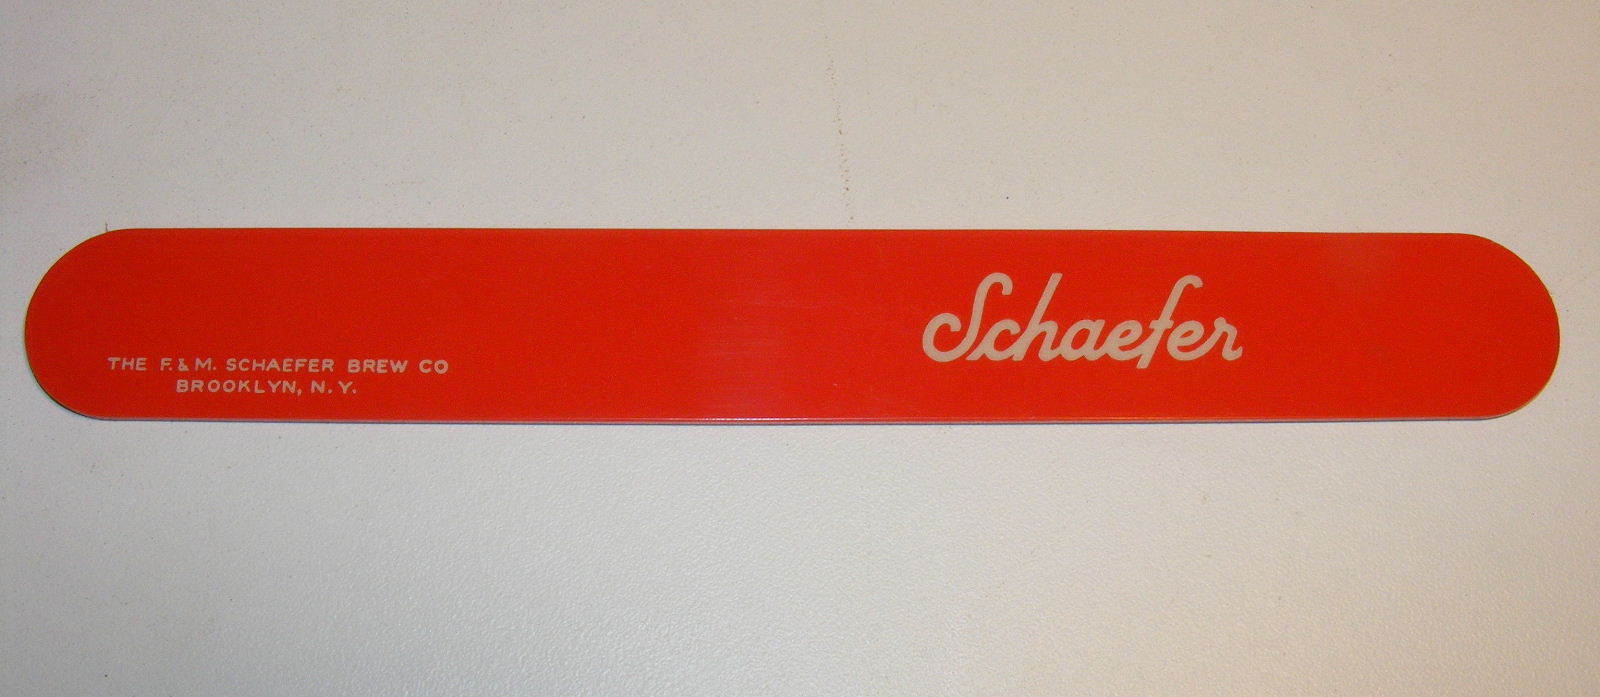 Schaefer
THE F. & M. SCHAEFER BREW CO
BROOKLYN, N. Y.